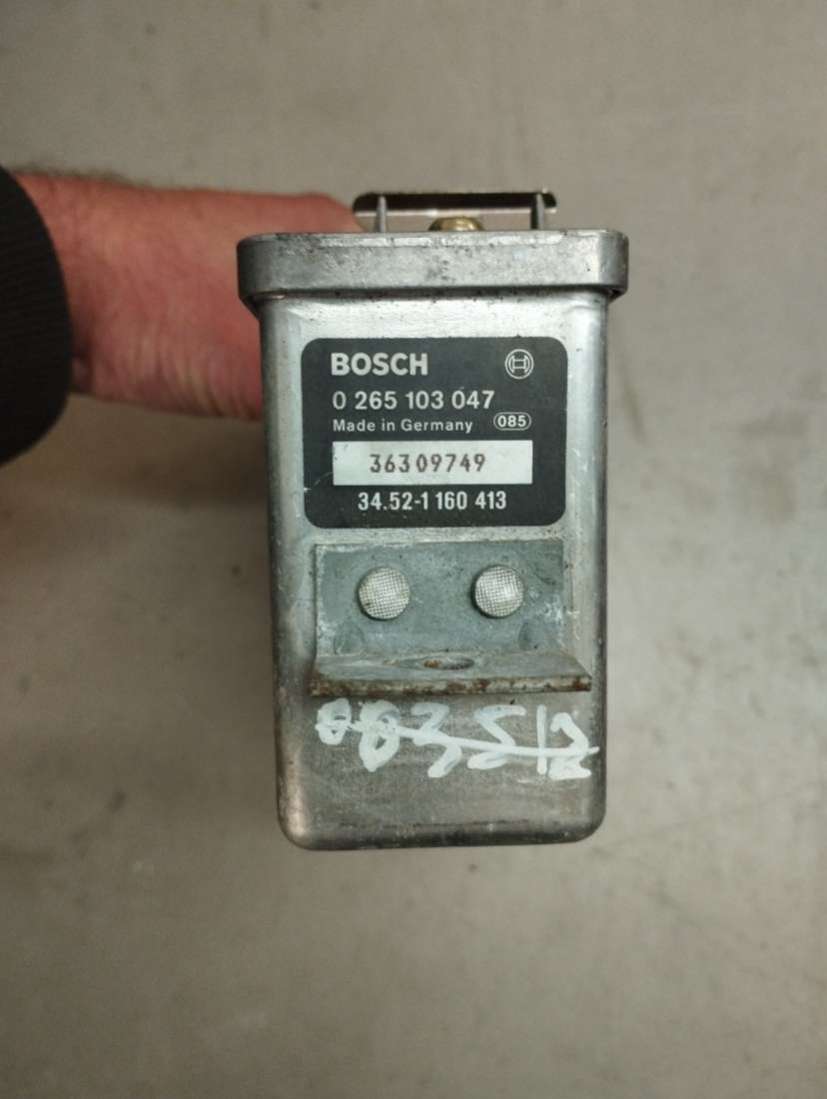 BOSCH
0 265 103 047
Made in Germany 085
36309749
34.52-1 160 413